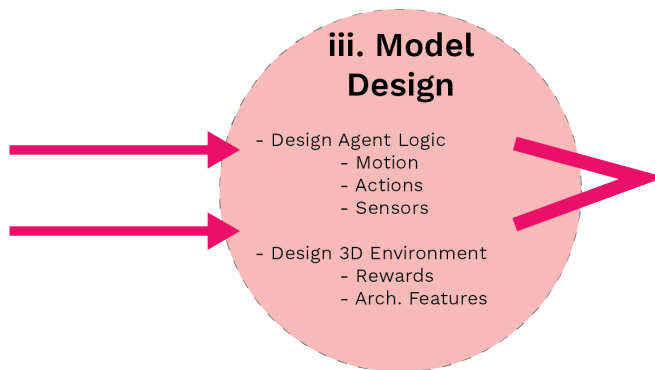 iii. Model
Design
- Design Agent Logic
- Motion
- Actions
- Sensors
- Design 3D Environment
- Rewards
- Arch. Features